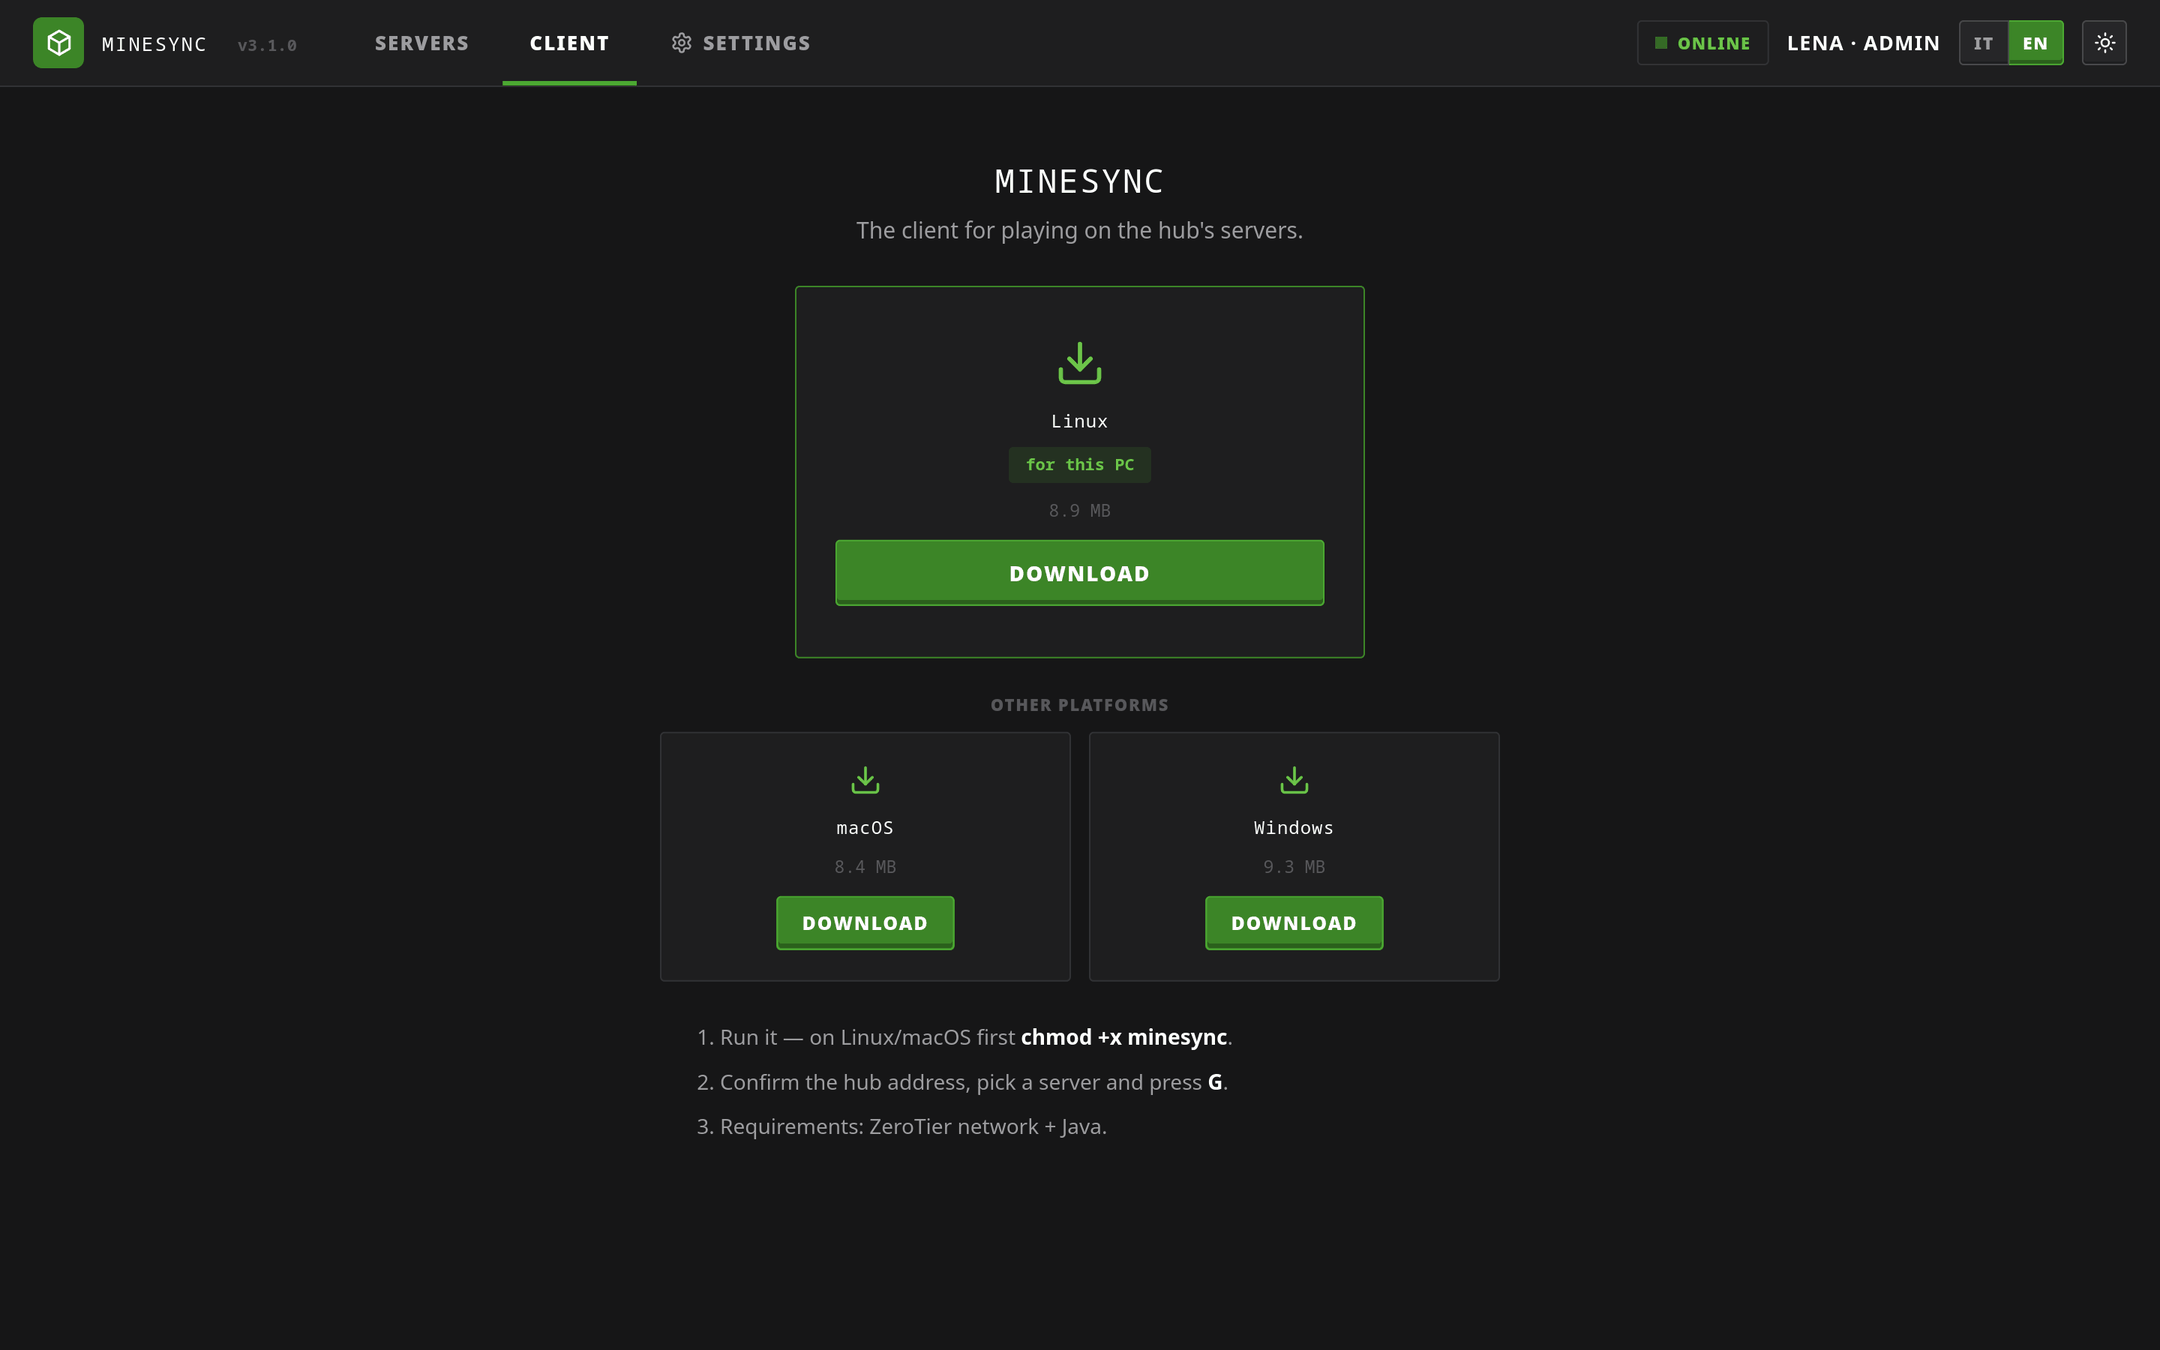 MINESYNC v3.1.0 SERVERS CLIENT SETTINGS ONLINE LENA · ADMIN IT EN
MINESYNC
The client for playing on the hub's servers.
Linux
for this PC
8.9 MB
DOWNLOAD
OTHER PLATFORMS
macOS
8.4 MB
DOWNLOAD
Windows
9.3 MB
DOWNLOAD
1. Run it — on Linux/macOS first chmod +x minesync.
2. Confirm the hub address, pick a server and press G.
3. Requirements: ZeroTier network + Java.